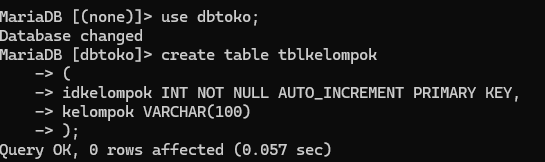 MariaDB [(none)]> use dbtoko;
Database changed
MariaDB [dbtoko]> create table tblkelompok
    -> (
    -> idkelompok INT NOT NULL AUTO_INCREMENT PRIMARY KEY,
    -> kelompok VARCHAR(100)
    -> );
Query OK, 0 rows affected (0.057 sec)